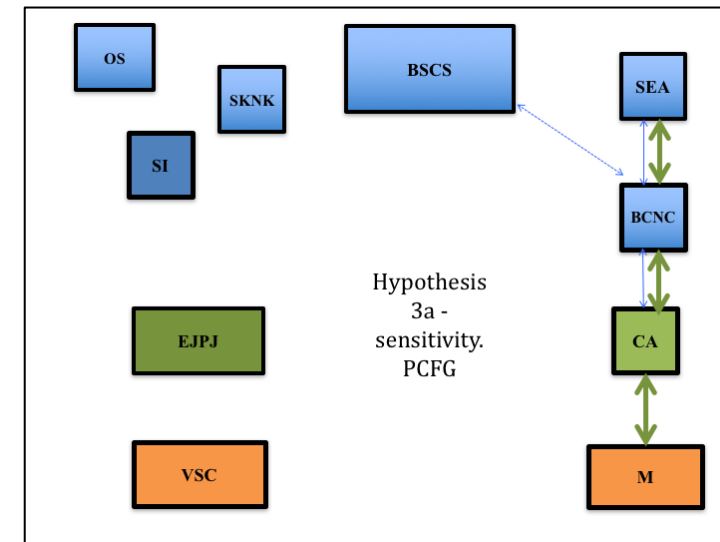 OS
BSCS
SEA
SKNK
SI
BCNC
Hypothesis
3a -
sensitivity.
PCFG
EJPJ
CA
VSC
M